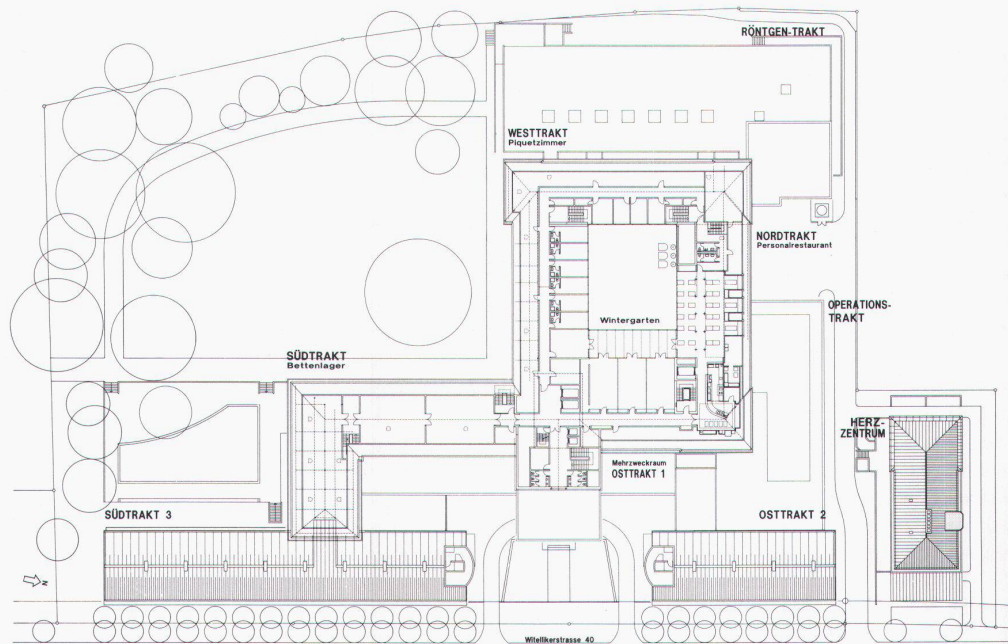 RÖNTGEN-TRAKT
WESTTRAKT
Piquetzimmer
NORDTRAKT
Personalrestaurant
OPERATIONS-
TRAKT
Wintergarten
SÜDTRAKT
Bettenlager
HERZ-
ZENTRUM
Mehrzweckraum
OSTTRAKT 1
SÜDTRAKT 3
OSTTRAKT 2
N
Witellikerstrasse 40